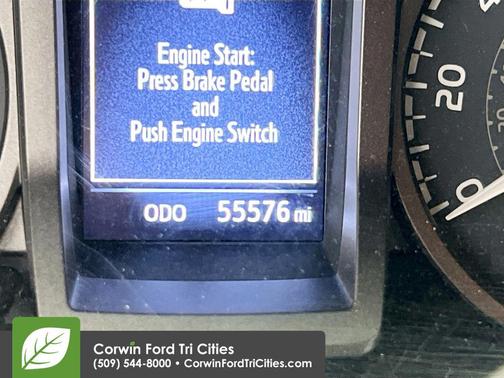 Engine Start:
Press Brake Pedal
and
Push Engine Switch
ODO 55576 mi
20
0
Corwin Ford Tri Cities
(509) 544-8000 • CorwinFordTriCities.com